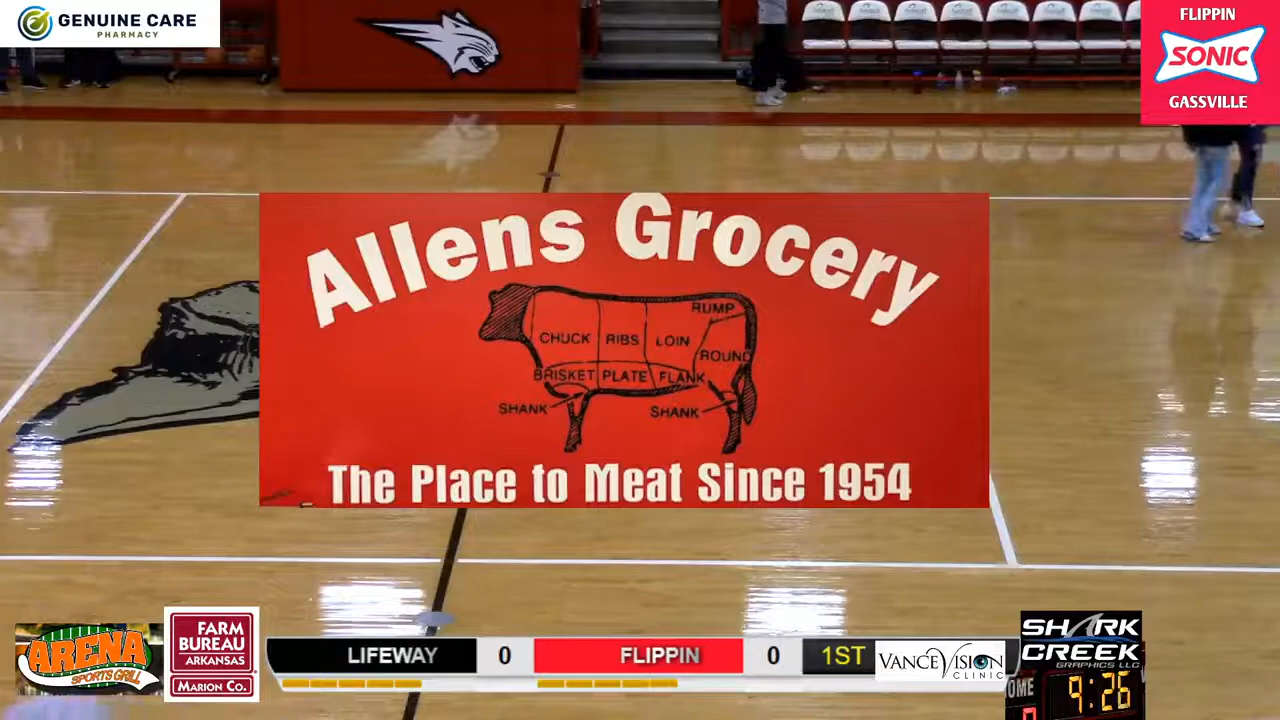 GENUINE CARE
PHARMACY
FLIPPIN
SONIC
GASSVILLE
Allens Grocery
RUMP
CHUCK RIBS LOIN
ROUND
BRISKET PLATE FLANK
SHANK SHANK
The Place to Meat Since 1954
ARENA
SPORTS GRILL
FARM
BUREAU
ARKANSAS
MARION CO.
LIFEWAY 0 FLIPPIN 0 1ST
VANCE VISION
CLINIC
SHARK
CREEK
GRAPHICS LLC
OME
9:26